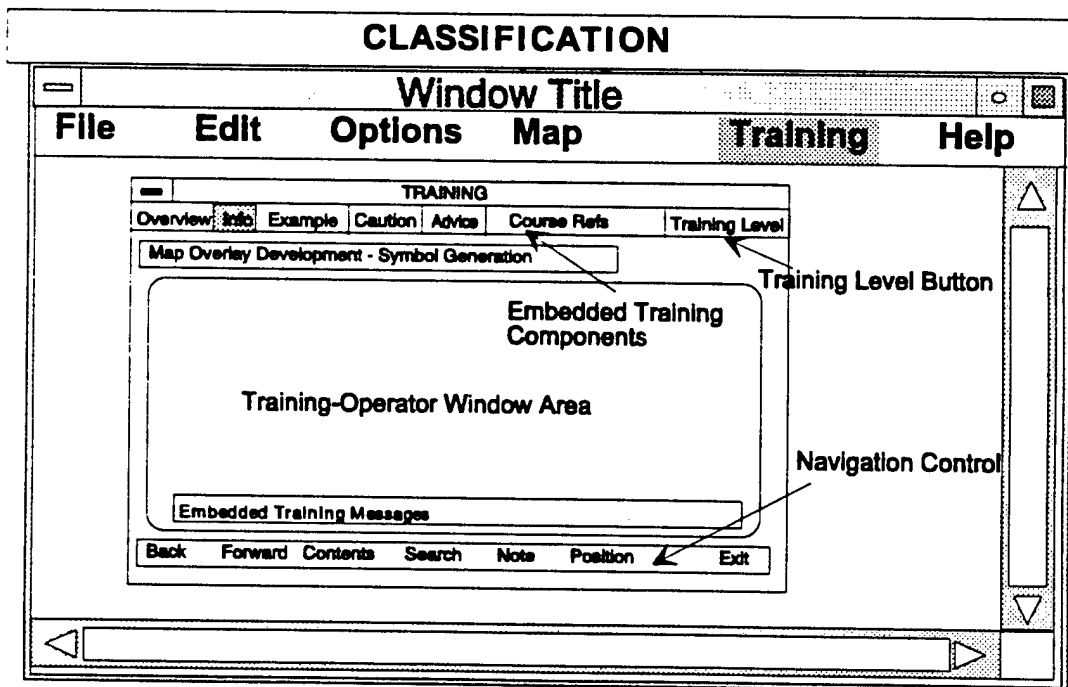 CLASSIFICATION
Window Title
File Edit Options Map Training Help
TRAINING
Overview Info Example Caution Advice Course Refs Training Level
Map Overlay Development - Symbol Generation
Training Level Button
Embedded Training
Components
Training-Operator Window Area
Navigation Control
Embedded Training Messages
Back Forward Contents Search Note Position Exit